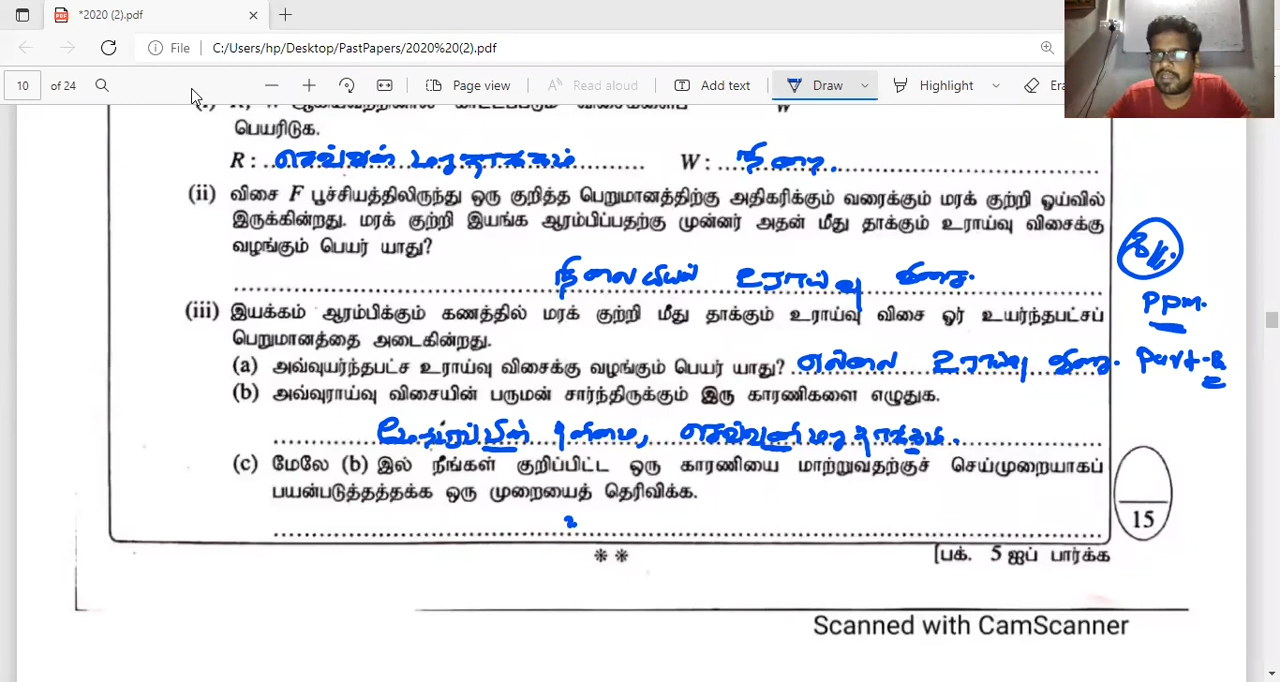 *2020 (2).pdf
File C:/Users/hp/Desktop/PastPapers/2020%20(2).pdf
10 of 24 Page view Read aloud Add text Draw Highlight
பெயரிடுக.
R : செவ்வன் மறுதாக்கம் W : நிறை.
(ii) விசை F பூச்சியத்திலிருந்து ஒரு குறித்த பெறுமானத்திற்கு அதிகரிக்கும் வரைக்கும் மரக் குற்றி ஓய்வில்
இருக்கின்றது. மரக் குற்றி இயங்க ஆரம்பிப்பதற்கு முன்னர் அதன் மீது தாக்கும் உராய்வு விசைக்கு
வழங்கும் பெயர் யாது?
நிலையியல் உராய்வு விசை.
(iii) இயக்கம் ஆரம்பிக்கும் கணத்தில் மரக் குற்றி மீது தாக்கும் உராய்வு விசை ஓர் உயர்ந்தபட்சப்
பெறுமானத்தை அடைகின்றது.
ppm.
(a) அவ்வுயர்ந்தபட்ச உராய்வு விசைக்கு வழங்கும் பெயர் யாது? எல்லை உராய்வு விசை. Part-B
(b) அவ்வுராய்வு விசையின் பருமன் சார்ந்திருக்கும் இரு காரணிகளை எழுதுக.
மேற்பரப்பின் தன்மை, செவ்வன் மறுதாக்கம்.
(c) மேலே (b) இல் நீங்கள் குறிப்பிட்ட ஒரு காரணியை மாற்றுவதற்குச் செய்முறையாகப்
பயன்படுத்தத்தக்க ஒரு முறையைத் தெரிவிக்க.
15
** [பக். 5 ஐப் பார்க்க
Scanned with CamScanner